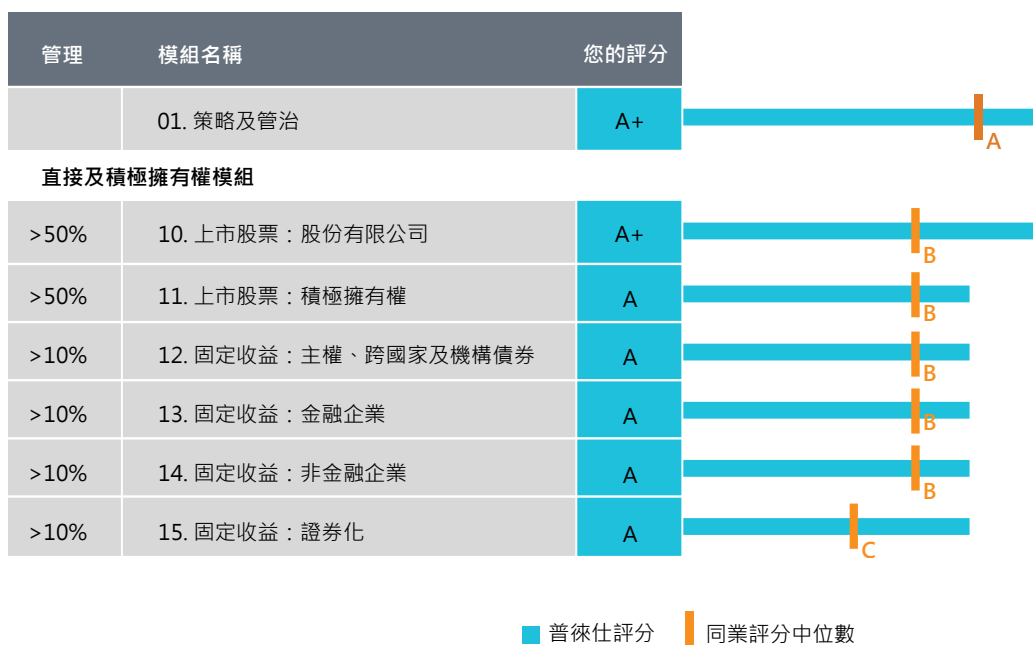 管理 模組名稱 您的評分
01. 策略及管治 A+ A
直接及積極擁有權模組
>50% 10. 上市股票：股份有限公司 A+ B
>50% 11. 上市股票：積極擁有權 A B
>10% 12. 固定收益：主權、跨國家及機構債券 A B
>10% 13. 固定收益：金融企業 A B
>10% 14. 固定收益：非金融企業 A B
>10% 15. 固定收益：證券化 A C
普徠仕評分 同業評分中位數